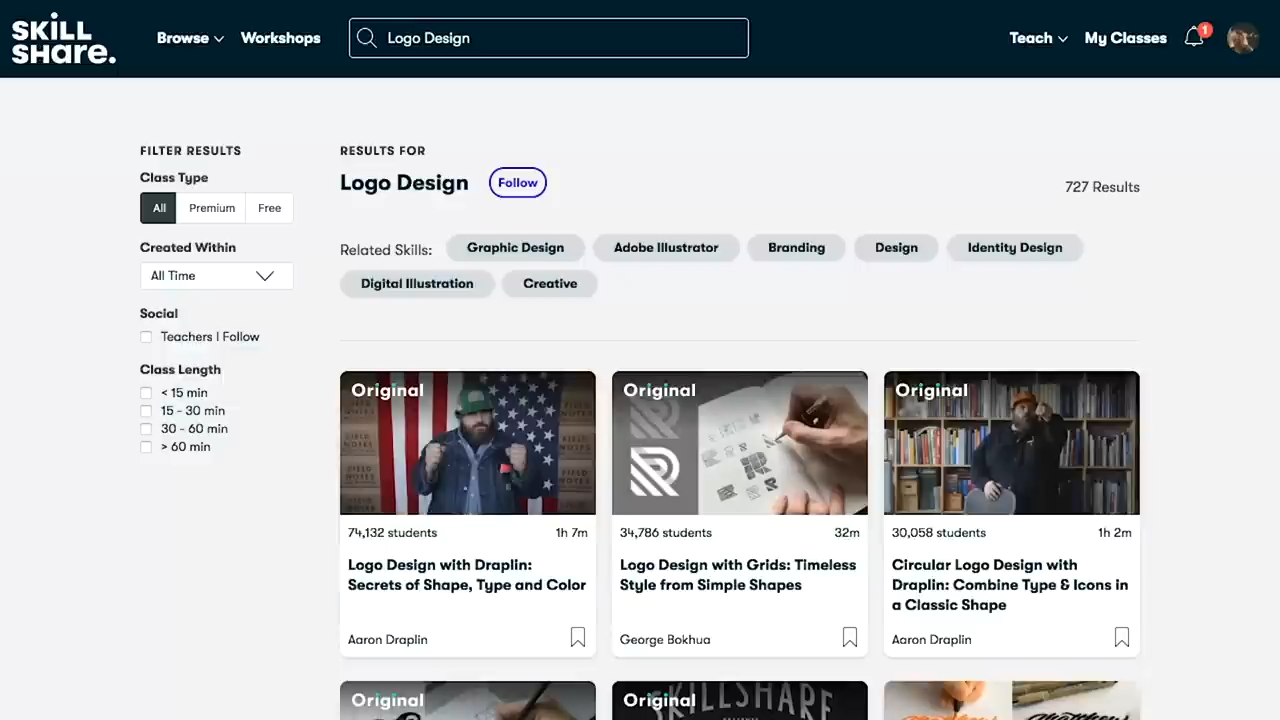 SKILL
SHARE.
Browse
Workshops
Logo Design
Teach
My Classes
1
FILTER RESULTS
Class Type
All
Premium
Free
Created Within
All Time
Social
Teachers I Follow
Class Length
< 15 min
15 - 30 min
30 - 60 min
> 60 min
RESULTS FOR
Logo Design
Follow
727 Results
Related Skills:
Graphic Design
Adobe Illustrator
Branding
Design
Identity Design
Digital Illustration
Creative
Original
FIELD
NOTES
74,132 students
1h 7m
Logo Design with Draplin:
Secrets of Shape, Type and Color
Aaron Draplin
Original
34,786 students
32m
Logo Design with Grids: Timeless
Style from Simple Shapes
George Bokhua
Original
30,058 students
1h 2m
Circular Logo Design with
Draplin: Combine Type & Icons in
a Classic Shape
Aaron Draplin
Original
Original
SKILLSHARE